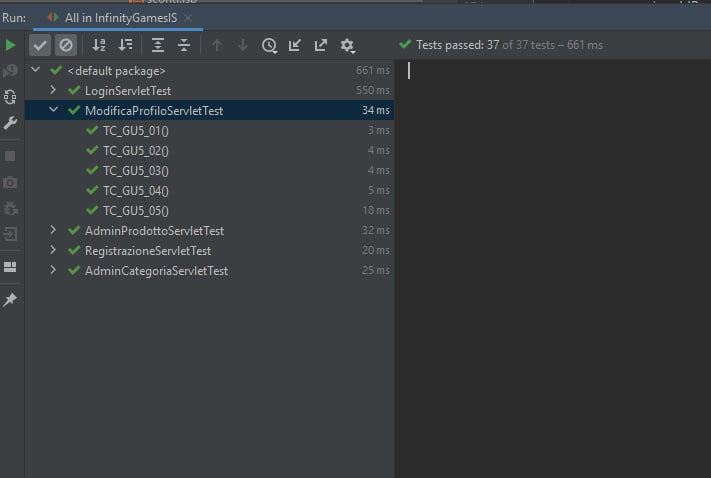 Run: All in InfinityGamesIS ×
Tests passed: 37 of 37 tests – 661 ms
<default package> 661 ms
LoginServletTest 550 ms
ModificaProfiloServletTest 34 ms
TC_GU5_01() 3 ms
TC_GU5_02() 4 ms
TC_GU5_03() 4 ms
TC_GU5_04() 5 ms
TC_GU5_05() 18 ms
AdminProdottoServletTest 32 ms
RegistrazioneServletTest 20 ms
AdminCategoriaServletTest 25 ms